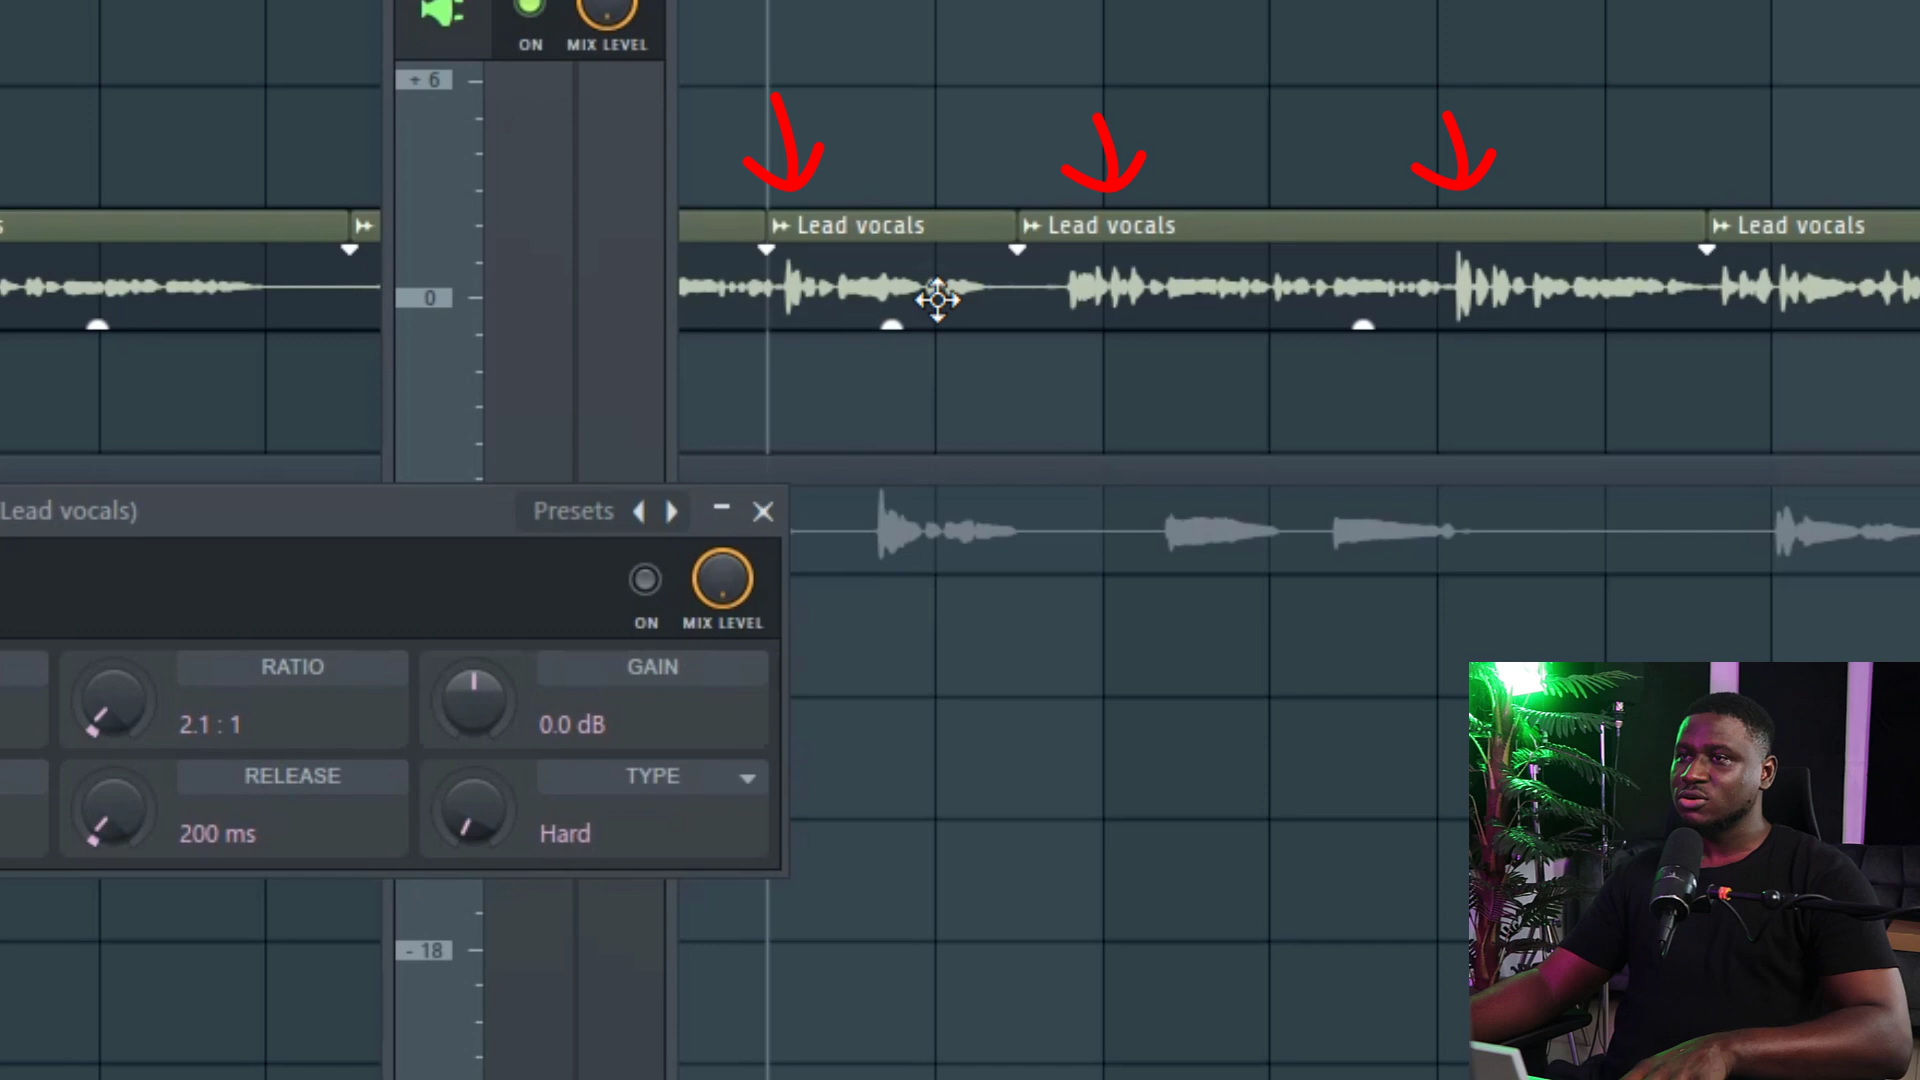 ON
MIX LEVEL
+ 6
s
Lead vocals
Lead vocals
Lead vocals
0
Lead vocals)
Presets
ON
MIX LEVEL
RATIO
2.1 : 1
GAIN
0.0 dB
RELEASE
200 ms
TYPE
Hard
- 18